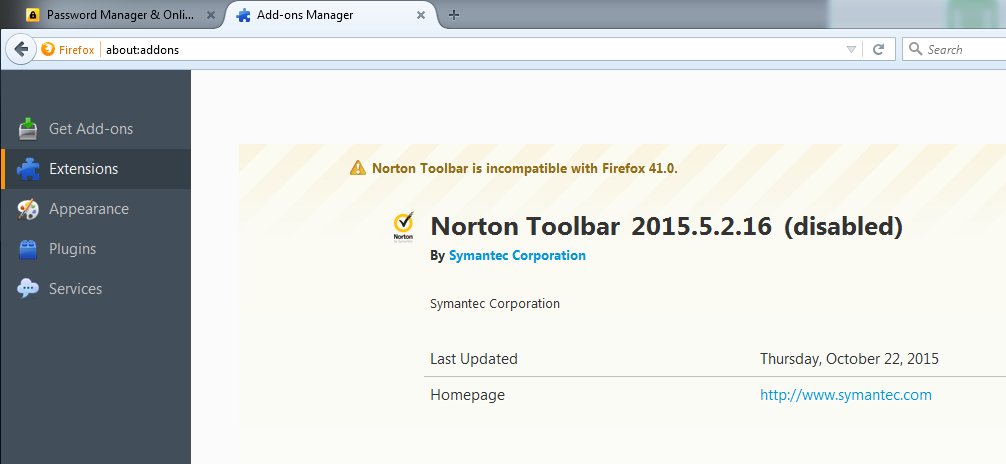 Password Manager & Onli...
Add-ons Manager
Firefox about:addons
Search
Get Add-ons
Extensions
Appearance
Plugins
Services
Norton Toolbar is incompatible with Firefox 41.0.
Norton
Norton Toolbar 2015.5.2.16 (disabled)
By Symantec Corporation
Symantec Corporation
Last Updated Thursday, October 22, 2015
Homepage http://www.symantec.com